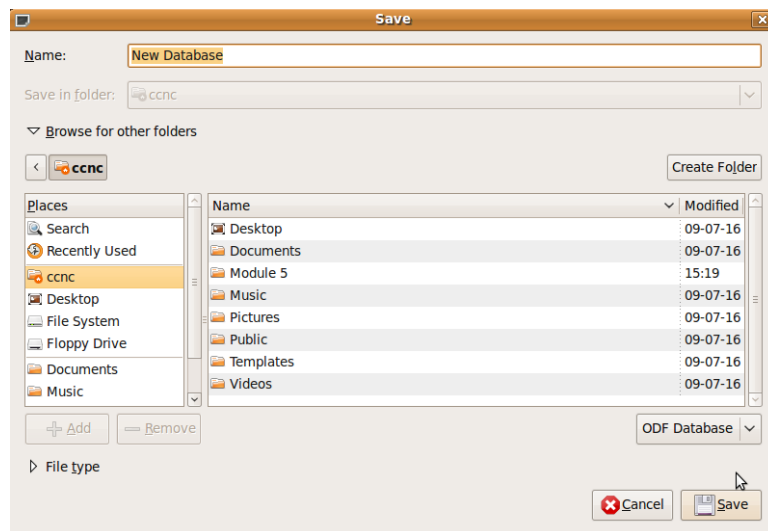 Save
Name: New Database
Save in folder: ccnc
Browse for other folders
ccnc Create Folder
Places Name Modified
Search Desktop 09-07-16
Recently Used Documents 09-07-16
ccnc Module 5 15:19
Desktop Music 09-07-16
File System Pictures 09-07-16
Floppy Drive Public 09-07-16
Documents Templates 09-07-16
Music Videos 09-07-16
Add Remove ODF Database
File type
Cancel Save